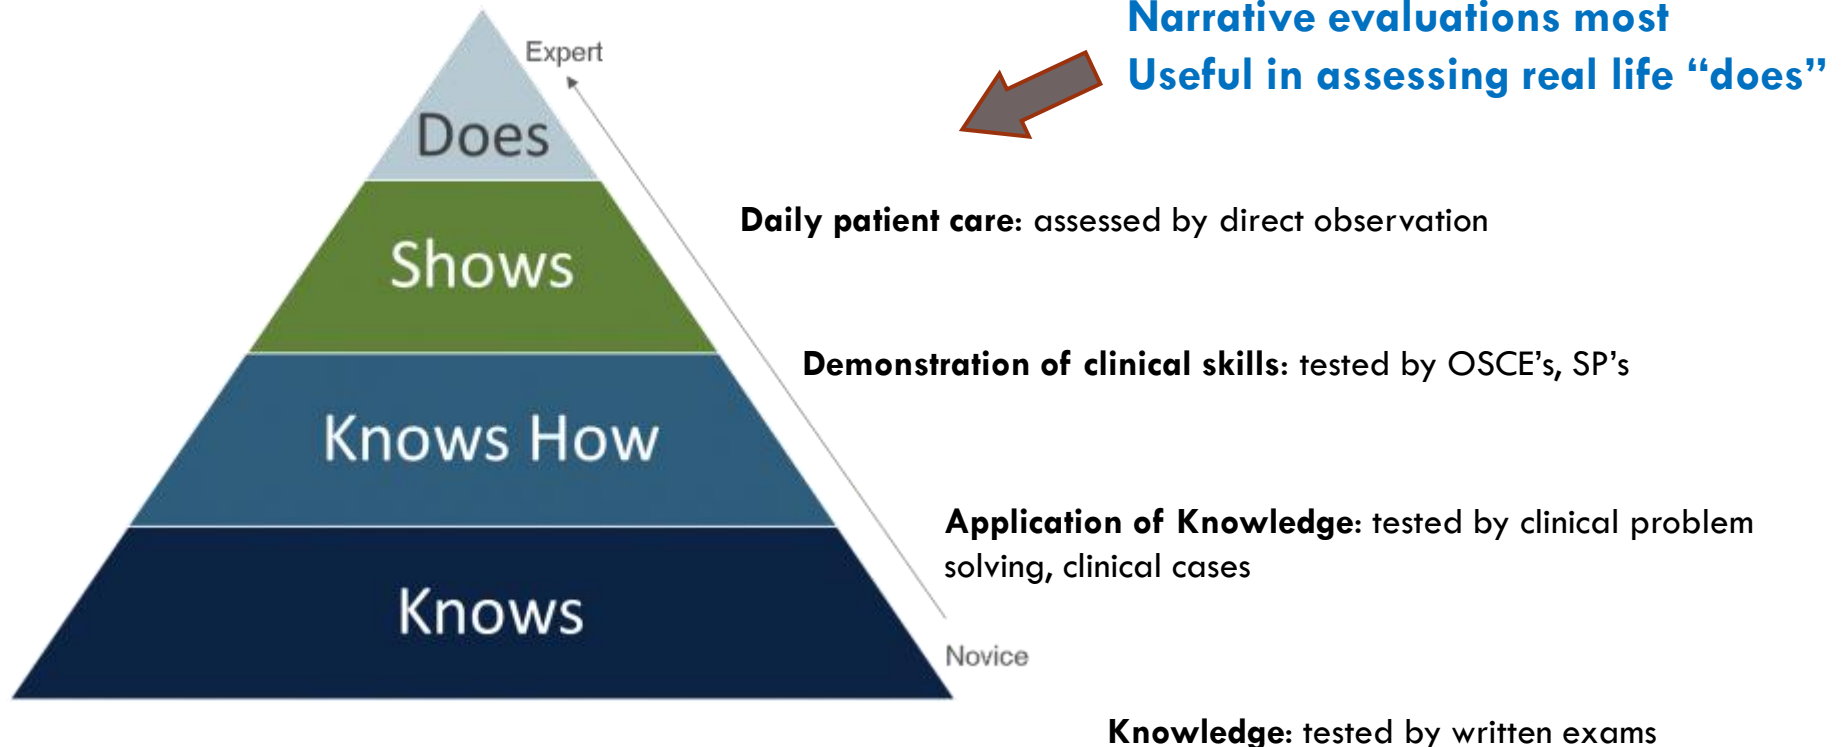 Narrative evaluations most
Useful in assessing real life “does”
Expert
Does
Daily patient care: assessed by direct observation
Shows
Demonstration of clinical skills: tested by OSCE’s, SP’s
Knows How
Application of Knowledge: tested by clinical problem
solving, clinical cases
Knows
Novice
Knowledge: tested by written exams